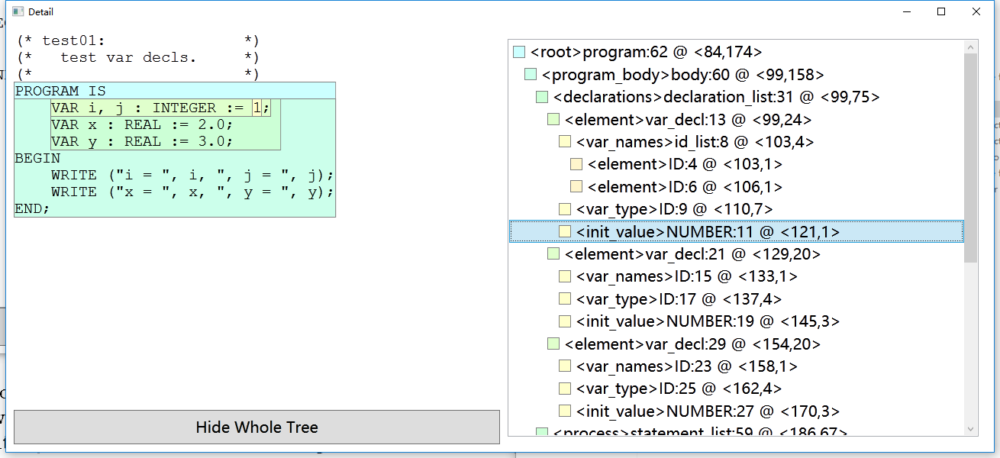 Detail
(* test01:               *)
(*   test var decls.     *)
(*                       *)
PROGRAM IS
    VAR i, j : INTEGER := 1;
    VAR x : REAL := 2.0;
    VAR y : REAL := 3.0;
BEGIN
    WRITE ("i = ", i, ", j = ", j);
    WRITE ("x = ", x, ", y = ", y);
END;
Hide Whole Tree
<root>program:62 @ <84,174>
<program_body>body:60 @ <99,158>
<declarations>declaration_list:31 @ <99,75>
<element>var_decl:13 @ <99,24>
<var_names>id_list:8 @ <103,4>
<element>ID:4 @ <103,1>
<element>ID:6 @ <106,1>
<var_type>ID:9 @ <110,7>
<init_value>NUMBER:11 @ <121,1>
<element>var_decl:21 @ <129,20>
<var_names>ID:15 @ <133,1>
<var_type>ID:17 @ <137,4>
<init_value>NUMBER:19 @ <145,3>
<element>var_decl:29 @ <154,20>
<var_names>ID:23 @ <158,1>
<var_type>ID:25 @ <162,4>
<init_value>NUMBER:27 @ <170,3>
<process>statement_list:59 @ <186,67>